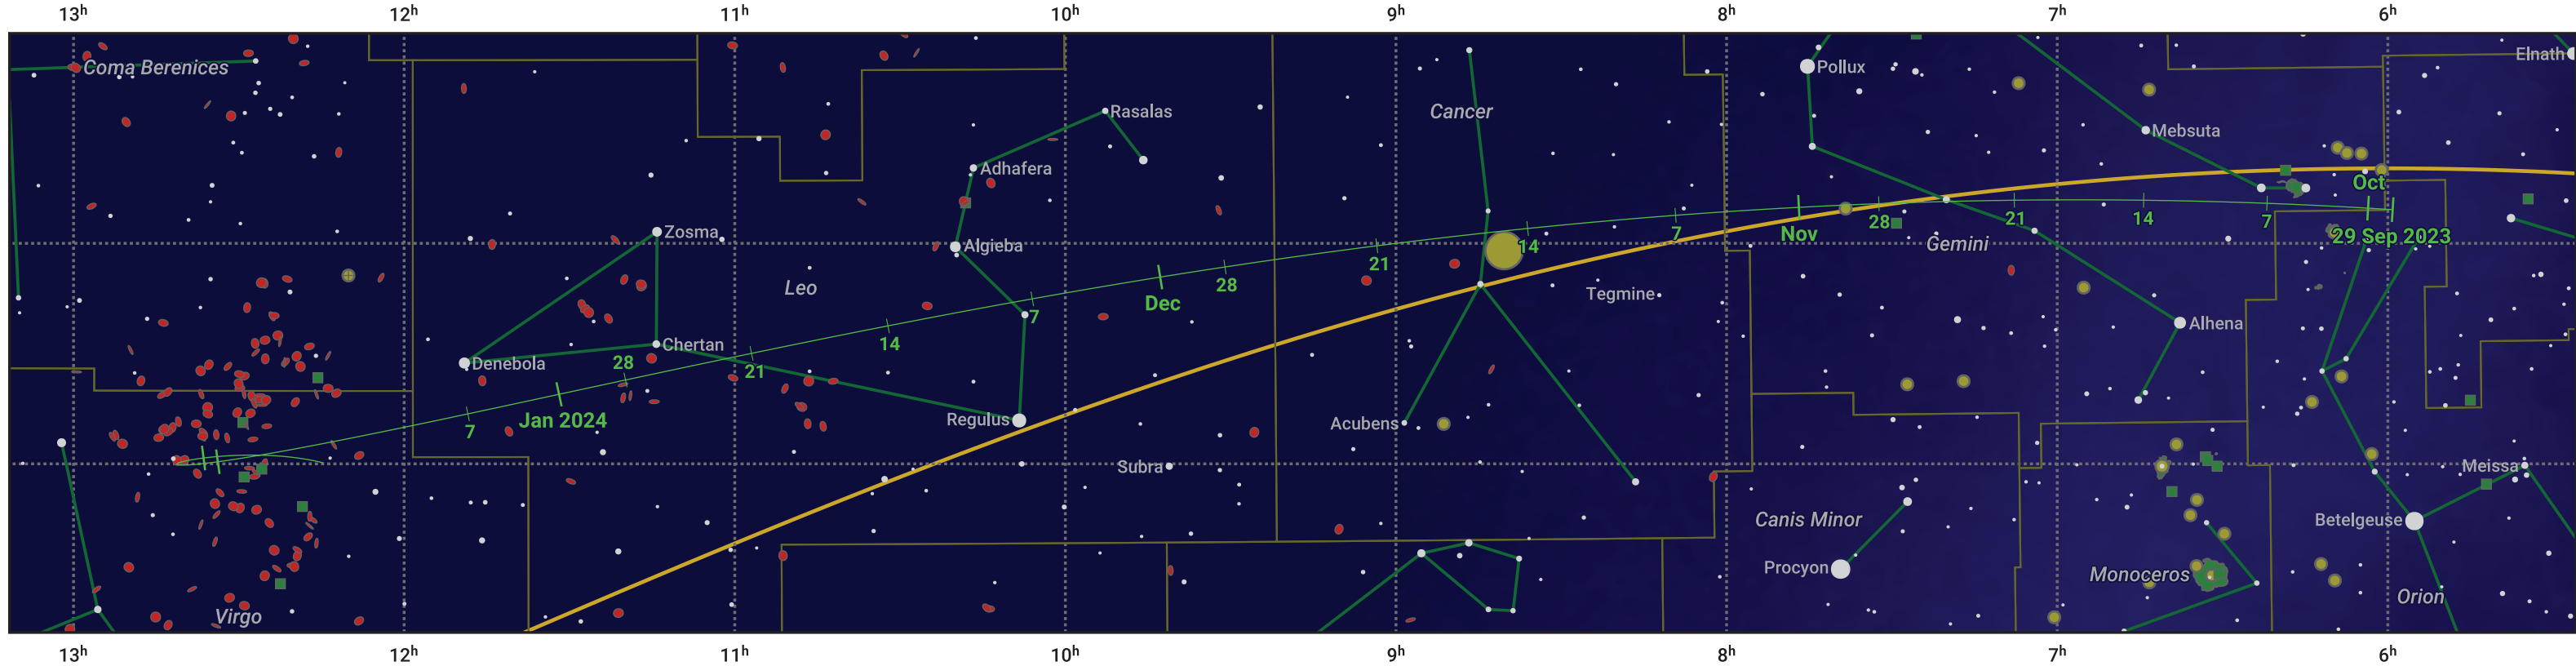 13h 12h 11h 10h 9h 8h 7h 6h
Elnath
Coma Berenices
Pollux
Rasalas
Cancer
Mebsuta
Adhafera
Oct
7
14
21
28
Nov
7
14
21
28
Dec
7
14
21
28
Jan 2024
7
29 Sep 2023
Zosma
Algieba
Gemini
Leo
Tegmine
Alhena
Chertan
Denebola
Regulus
Acubens
Subra
Meissa
Canis Minor
Betelgeuse
Procyon
Monoceros
Orion
Virgo
13h 12h 11h 10h 9h 8h 7h 6h